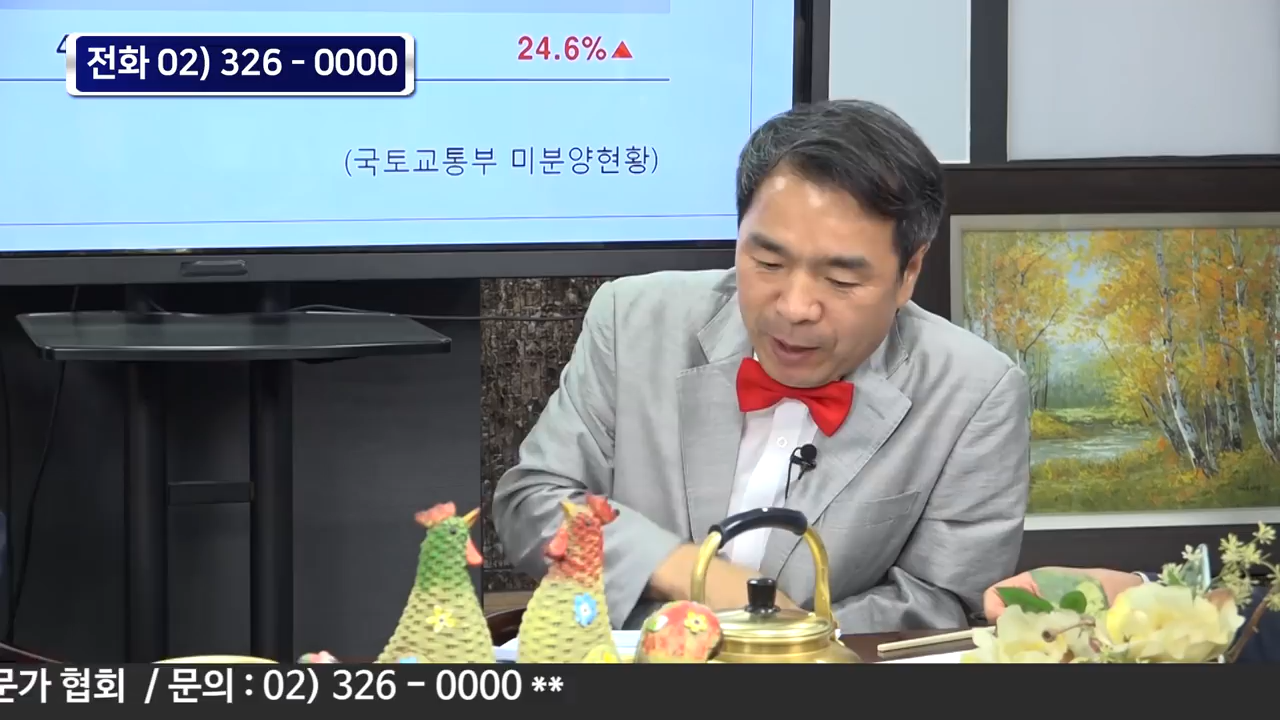 전화 02) 326 - 0000
24.6%▲
(국토교통부 미분양현황)
문가 협회 / 문의 : 02) 326 - 0000 **